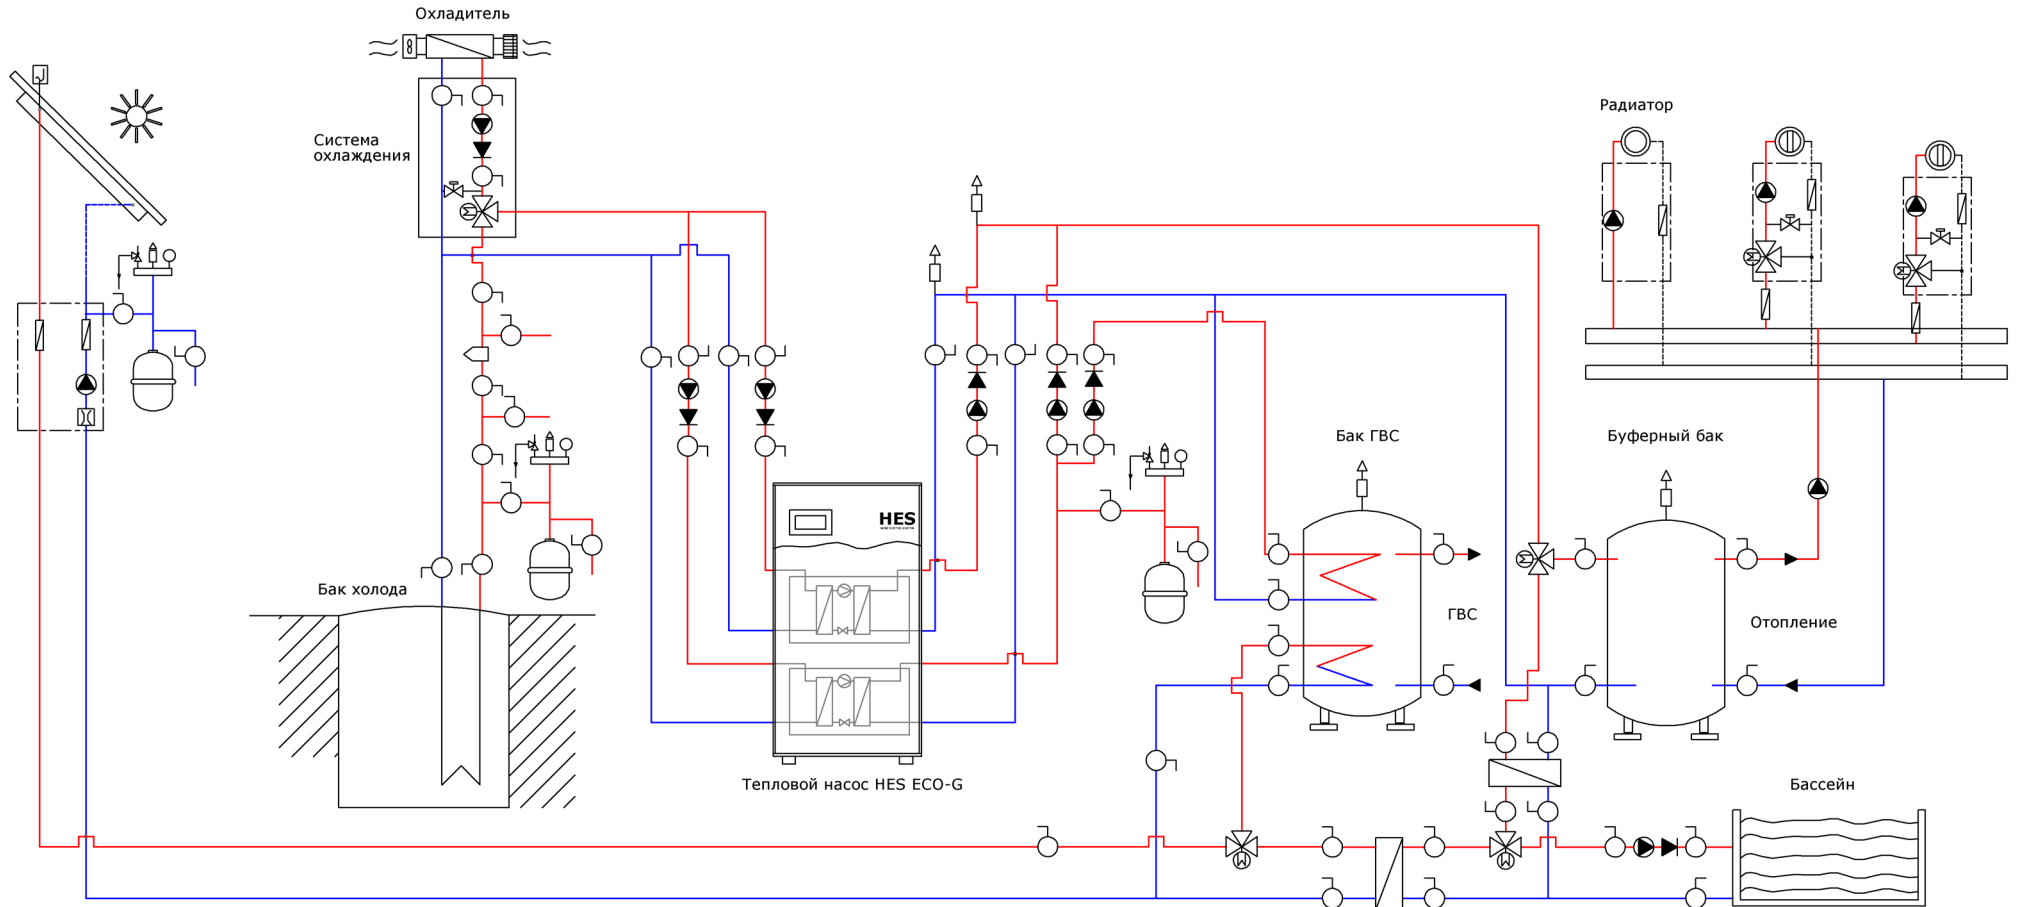 Охладитель
Система
охлаждения
Радиатор
Бак ГВС
Буферный бак
HES
Бак холода
ГВС
Отопление
Тепловой насос HES ECO-G
Бассейн